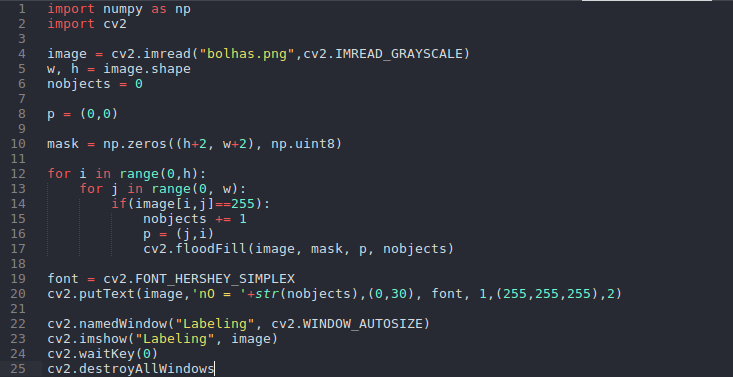 1 import numpy as np
2 import cv2
3
4 image = cv2.imread("bolhas.png",cv2.IMREAD_GRAYSCALE)
5 w, h = image.shape
6 nobjects = 0
7
8 p = (0,0)
9
10 mask = np.zeros((h+2, w+2), np.uint8)
11
12 for i in range(0,h):
13     for j in range(0, w):
14         if(image[i,j]==255):
15             nobjects += 1
16             p = (j,i)
17             cv2.floodFill(image, mask, p, nobjects)
18
19 font = cv2.FONT_HERSHEY_SIMPLEX
20 cv2.putText(image,'nO = '+str(nobjects),(0,30), font, 1,(255,255,255),2)
21
22 cv2.namedWindow("Labeling", cv2.WINDOW_AUTOSIZE)
23 cv2.imshow("Labeling", image)
24 cv2.waitKey(0)
25 cv2.destroyAllWindows